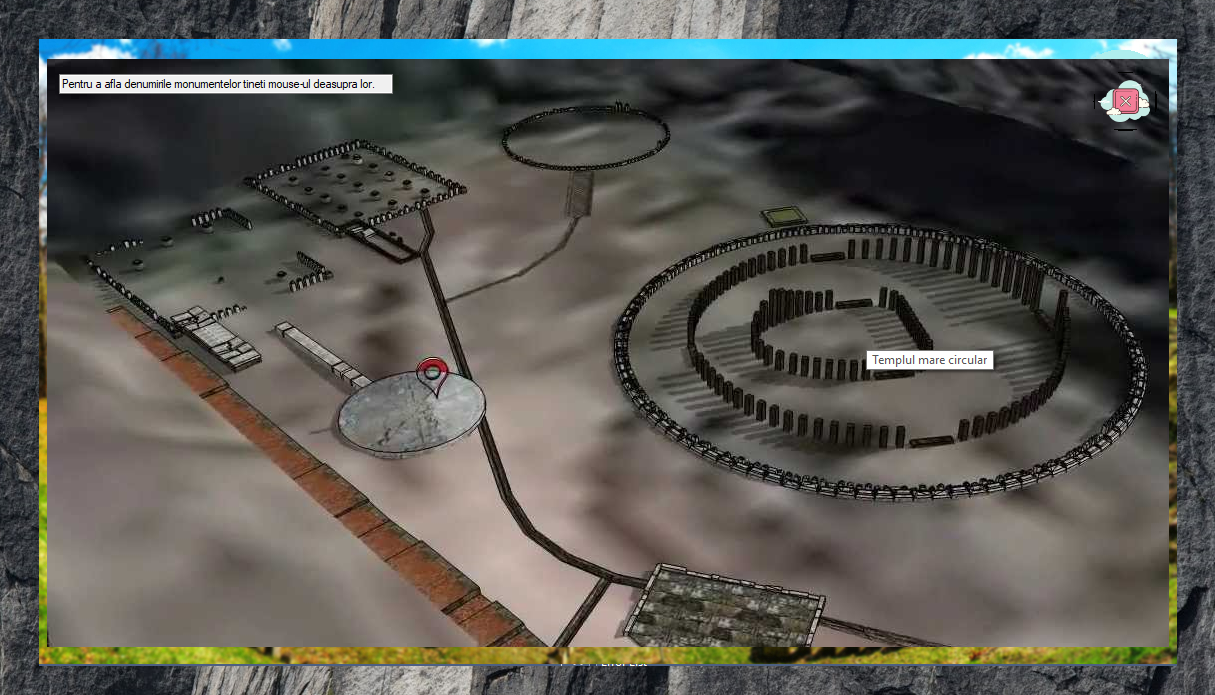 Pentru a afla denumirile monumentelor tineti mouse-ul deasupra lor.
Templul mare circular